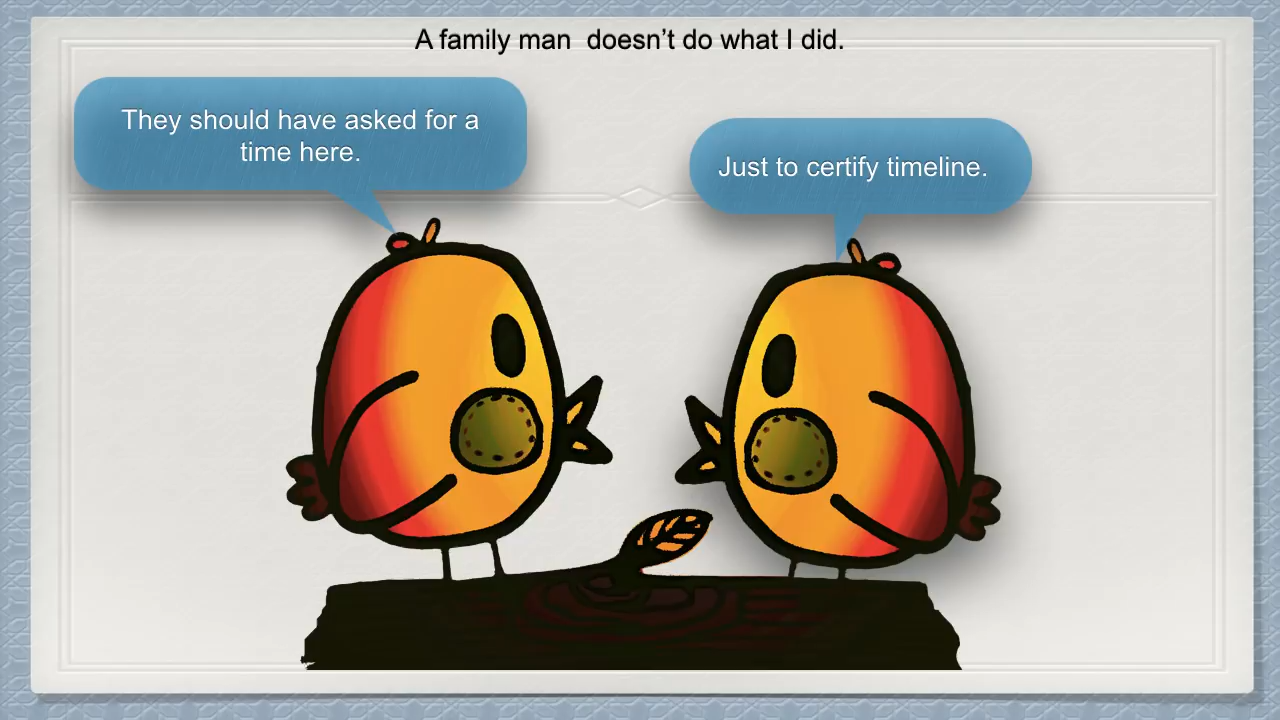 A family man  doesn’t do what I did.
They should have asked for a
time here.
Just to certify timeline.